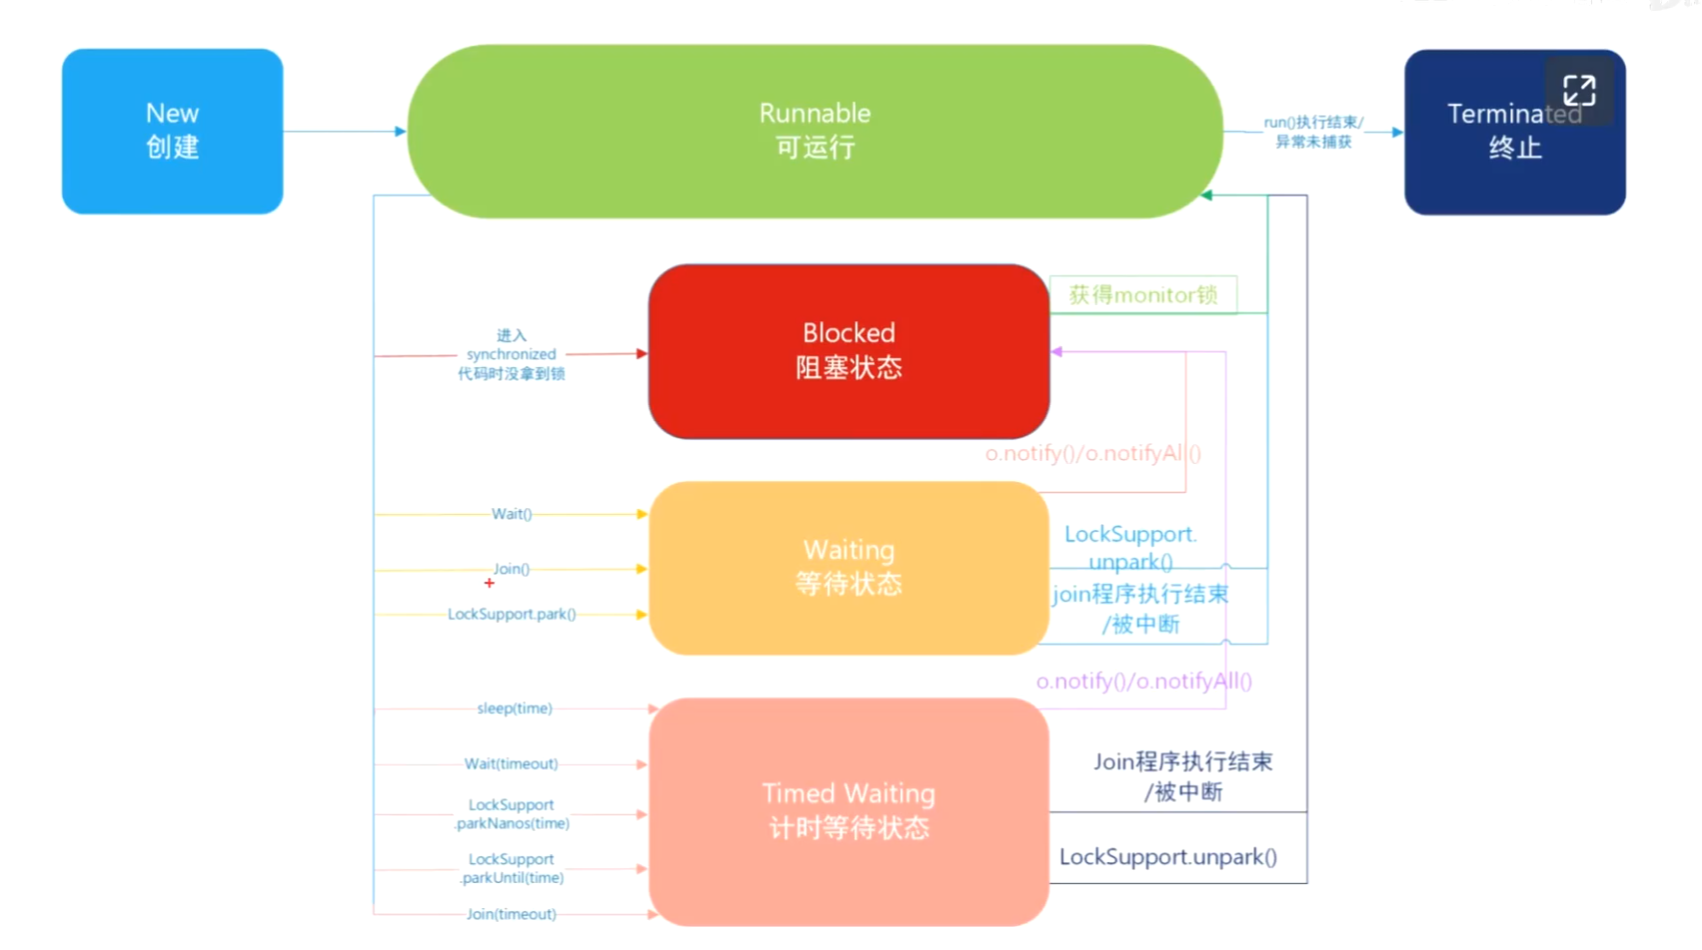 New
创建
Runnable
可运行
run()执行结束/
异常未捕获
Terminated
终止
获得monitor锁
进入
synchronized
代码时没拿到锁
Blocked
阻塞状态
o.notify()/o.notifyAll()
Wait()
Join()
LockSupport.park()
Waiting
等待状态
LockSupport.
unpark()
join程序执行结束
/被中断
o.notify()/o.notifyAll()
sleep(time)
Wait(timeout)
LockSupport
.parkNanos(time)
LockSupport
.parkUntil(time)
Join(timeout)
Timed Waiting
计时等待状态
Join程序执行结束
/被中断
LockSupport.unpark()